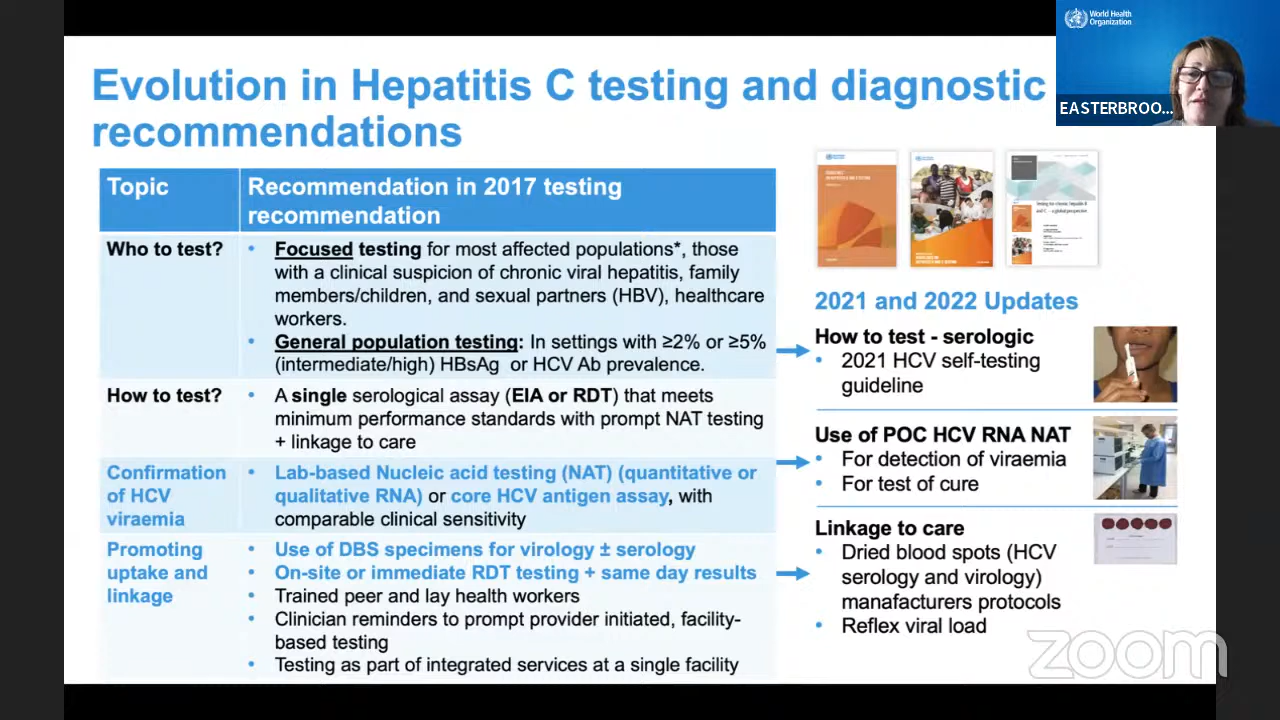 World Health
Organization
EASTERBROO...
Evolution in Hepatitis C testing and diagnostic
recommendations
Topic
Recommendation in 2017 testing
recommendation
Who to test?
• Focused testing for most affected populations*, those
with a clinical suspicion of chronic viral hepatitis, family
members/children, and sexual partners (HBV), healthcare
workers.
• General population testing: In settings with ≥2% or ≥5%
(intermediate/high) HBsAg or HCV Ab prevalence.
How to test?
• A single serological assay (EIA or RDT) that meets
minimum performance standards with prompt NAT testing
+ linkage to care
Confirmation
of HCV
viraemia
• Lab-based Nucleic acid testing (NAT) (quantitative or
qualitative RNA) or core HCV antigen assay, with
comparable clinical sensitivity
Promoting
uptake and
linkage
• Use of DBS specimens for virology ± serology
• On-site or immediate RDT testing + same day results
• Trained peer and lay health workers
• Clinician reminders to prompt provider initiated, facility-
based testing
• Testing as part of integrated services at a single facility
Testing for chronic hepatitis B
and C – a global perspective
2021 and 2022 Updates
How to test - serologic
• 2021 HCV self-testing
guideline
Use of POC HCV RNA NAT
• For detection of viraemia
• For test of cure
Linkage to care
• Dried blood spots (HCV
serology and virology)
manafacturers protocols
• Reflex viral load
zoom